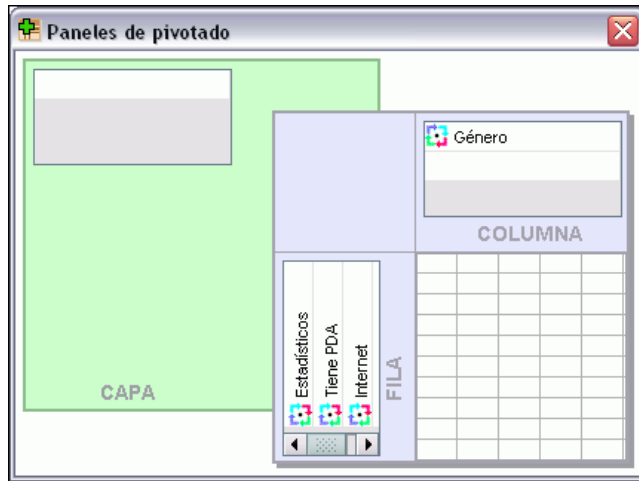 Paneles de pivotado
Género
COLUMNA
Estadísticos
Tiene PDA
Internet
FILA
CAPA